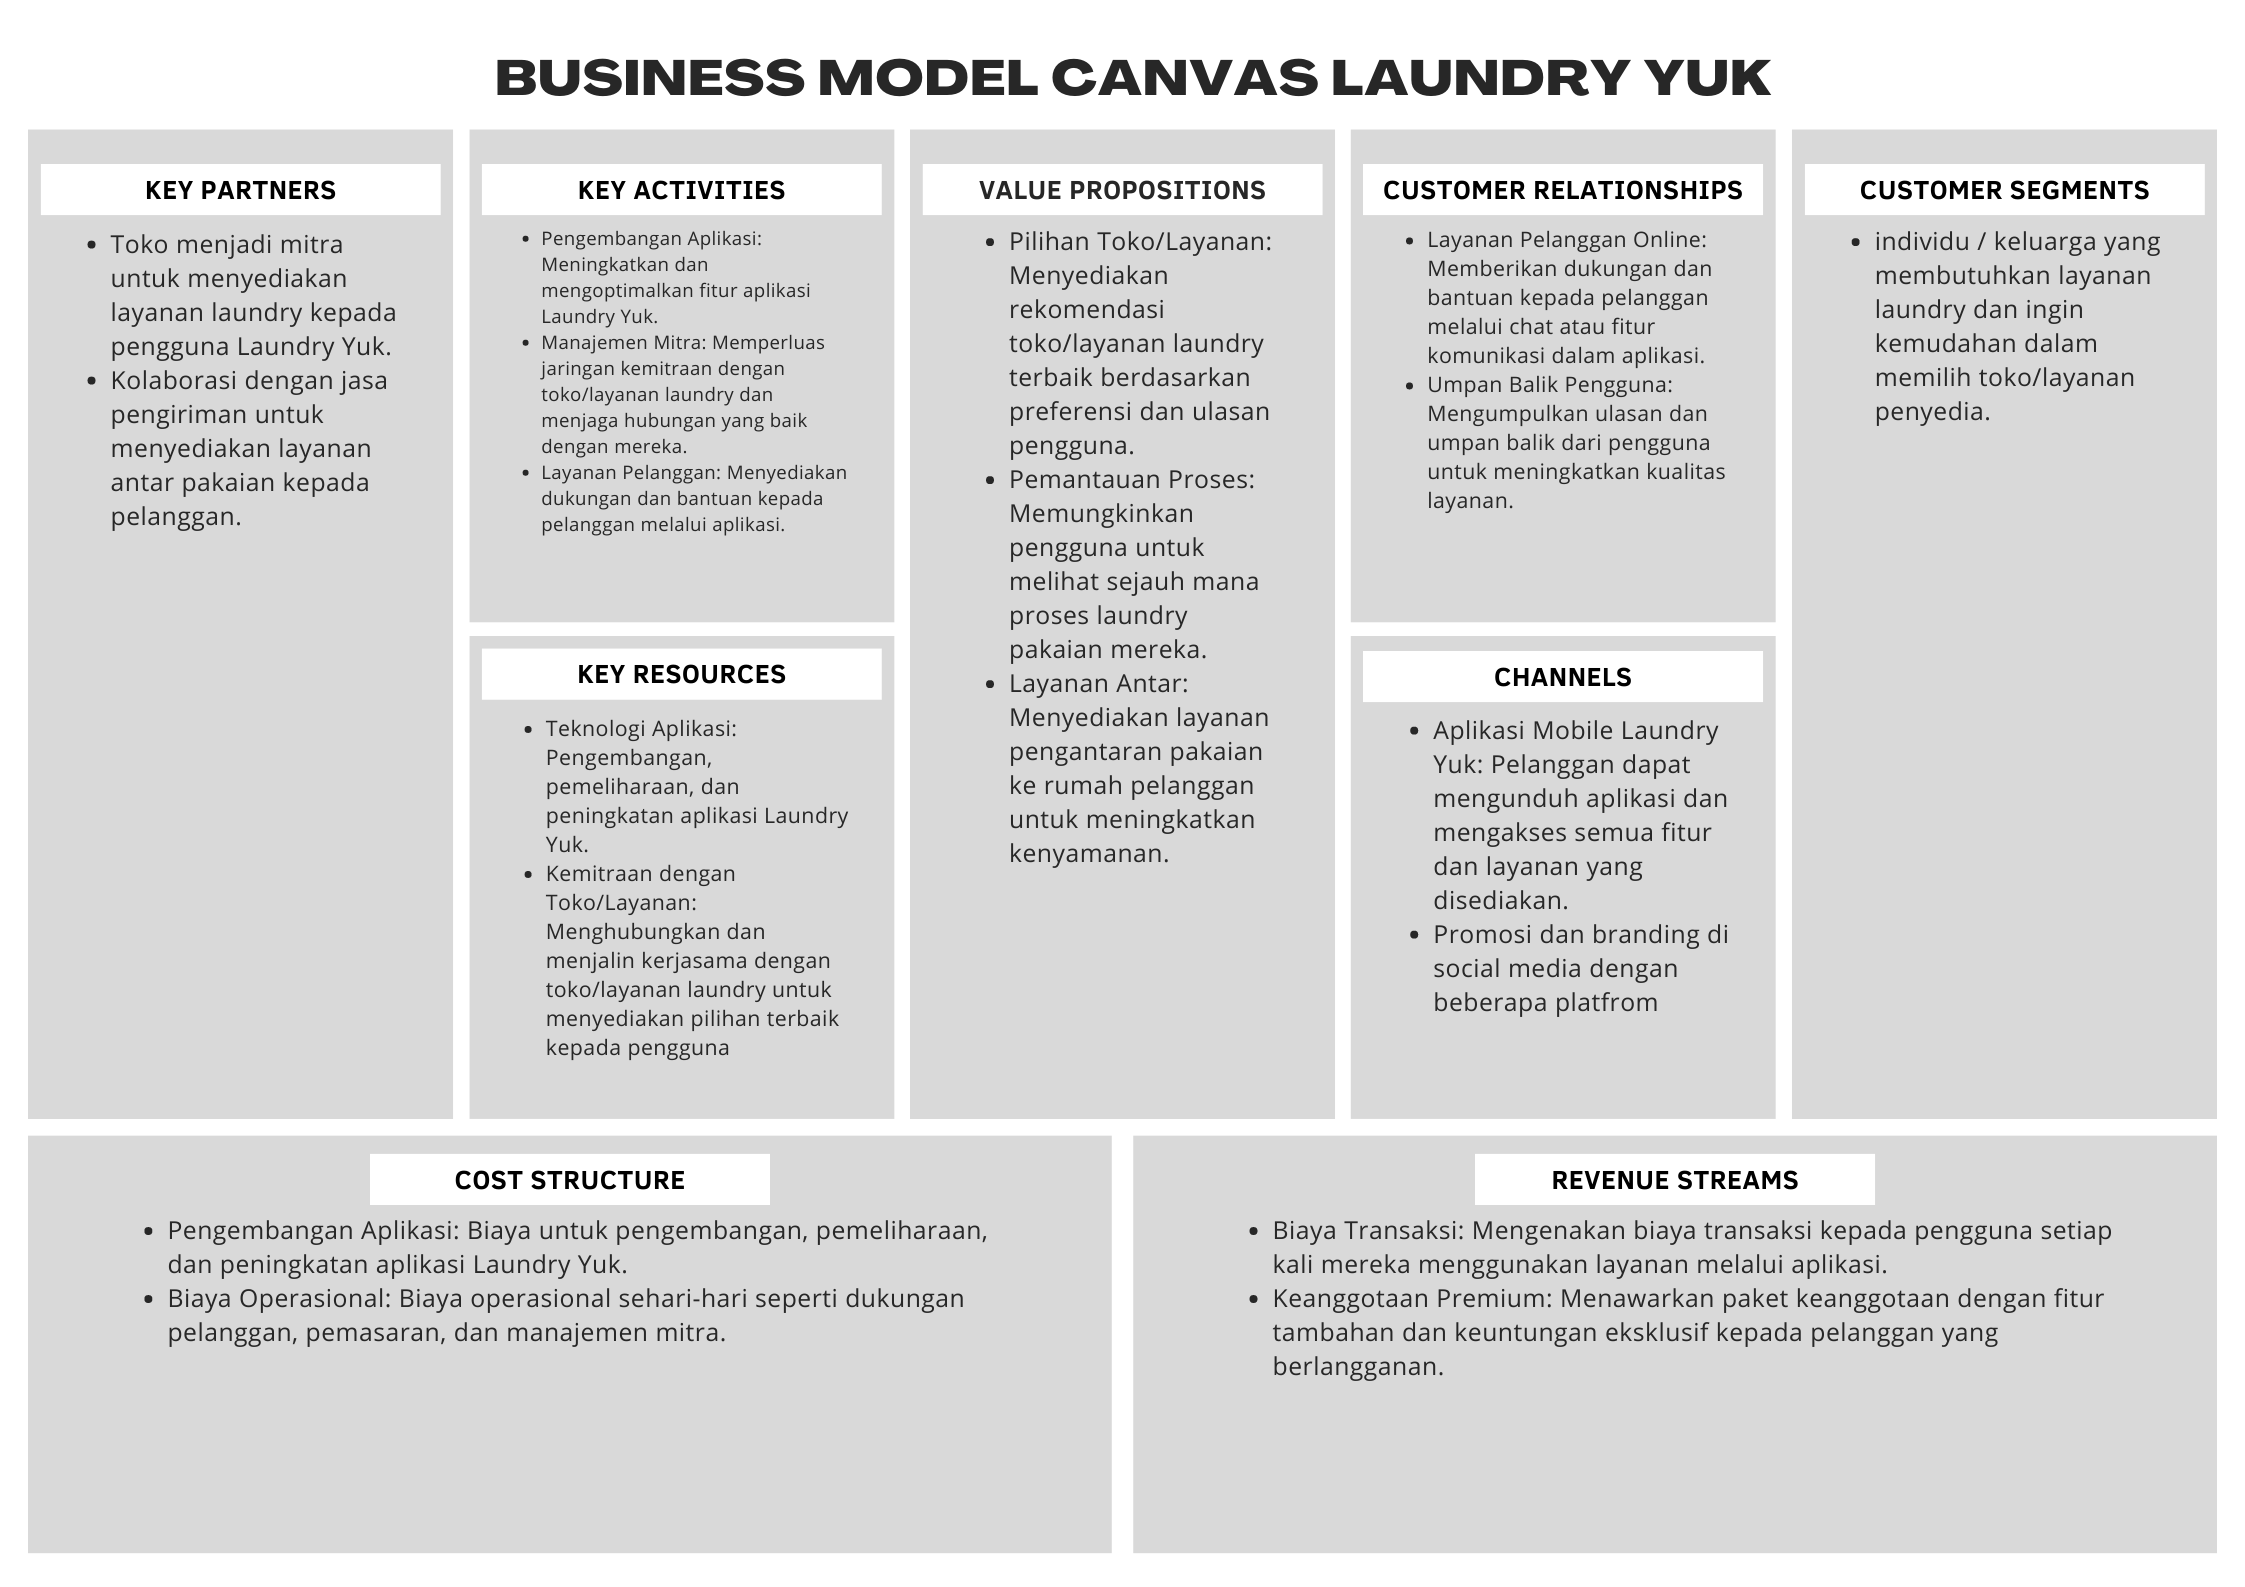 BUSINESS MODEL CANVAS LAUNDRY YUK
KEY PARTNERS
• Toko menjadi mitra
untuk menyediakan
layanan laundry kepada
pengguna Laundry Yuk.
• Kolaborasi dengan jasa
pengiriman untuk
menyediakan layanan
antar pakaian kepada
pelanggan.
KEY ACTIVITIES
• Pengembangan Aplikasi:
Meningkatkan dan
mengoptimalkan fitur aplikasi
Laundry Yuk.
• Manajemen Mitra: Memperluas
jaringan kemitraan dengan
toko/layanan laundry dan
menjaga hubungan yang baik
dengan mereka.
• Layanan Pelanggan: Menyediakan
dukungan dan bantuan kepada
pelanggan melalui aplikasi.
KEY RESOURCES
• Teknologi Aplikasi:
Pengembangan,
pemeliharaan, dan
peningkatan aplikasi Laundry
Yuk.
• Kemitraan dengan
Toko/Layanan:
Menghubungkan dan
menjalin kerjasama dengan
toko/layanan laundry untuk
menyediakan pilihan terbaik
kepada pengguna
VALUE PROPOSITIONS
• Pilihan Toko/Layanan:
Menyediakan
rekomendasi
toko/layanan laundry
terbaik berdasarkan
preferensi dan ulasan
pengguna.
• Pemantauan Proses:
Memungkinkan
pengguna untuk
melihat sejauh mana
proses laundry
pakaian mereka.
• Layanan Antar:
Menyediakan layanan
pengantaran pakaian
ke rumah pelanggan
untuk meningkatkan
kenyamanan.
CUSTOMER RELATIONSHIPS
• Layanan Pelanggan Online:
Memberikan dukungan dan
bantuan kepada pelanggan
melalui chat atau fitur
komunikasi dalam aplikasi.
• Umpan Balik Pengguna:
Mengumpulkan ulasan dan
umpan balik dari pengguna
untuk meningkatkan kualitas
layanan.
CHANNELS
• Aplikasi Mobile Laundry
Yuk: Pelanggan dapat
mengunduh aplikasi dan
mengakses semua fitur
dan layanan yang
disediakan.
• Promosi dan branding di
social media dengan
beberapa platfrom
CUSTOMER SEGMENTS
• individu / keluarga yang
membutuhkan layanan
laundry dan ingin
kemudahan dalam
memilih toko/layanan
penyedia.
COST STRUCTURE
• Pengembangan Aplikasi: Biaya untuk pengembangan, pemeliharaan,
dan peningkatan aplikasi Laundry Yuk.
• Biaya Operasional: Biaya operasional sehari-hari seperti dukungan
pelanggan, pemasaran, dan manajemen mitra.
REVENUE STREAMS
• Biaya Transaksi: Mengenakan biaya transaksi kepada pengguna setiap
kali mereka menggunakan layanan melalui aplikasi.
• Keanggotaan Premium: Menawarkan paket keanggotaan dengan fitur
tambahan dan keuntungan eksklusif kepada pelanggan yang
berlangganan.